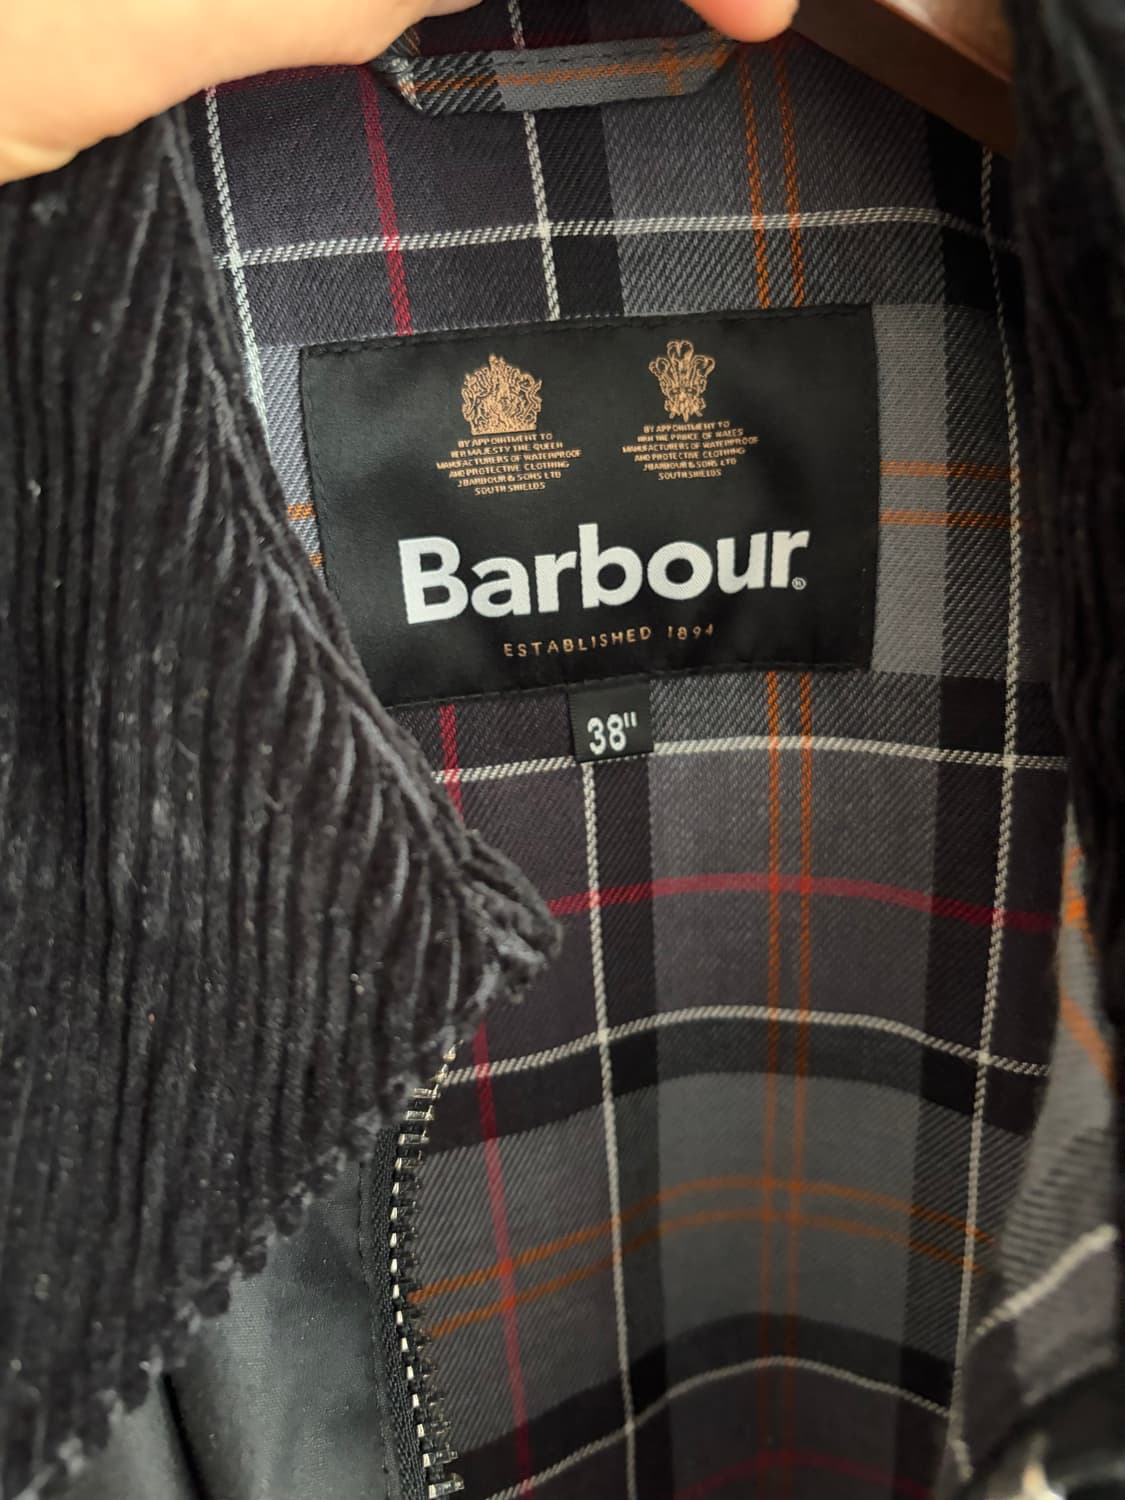 BY APPOINTMENT TO
HER MAJESTY THE QUEEN
MANUFACTURERS OF WATERPROOF
AND PROTECTIVE CLOTHING
J BARBOUR & SONS LTD
SOUTH SHIELDS
BY APPOINTMENT TO
HRH THE PRINCE OF WALES
MANUFACTURERS OF WATERPROOF
AND PROTECTIVE CLOTHING
J BARBOUR & SONS LTD
SOUTH SHIELDS
Barbour®
ESTABLISHED 1894
38"